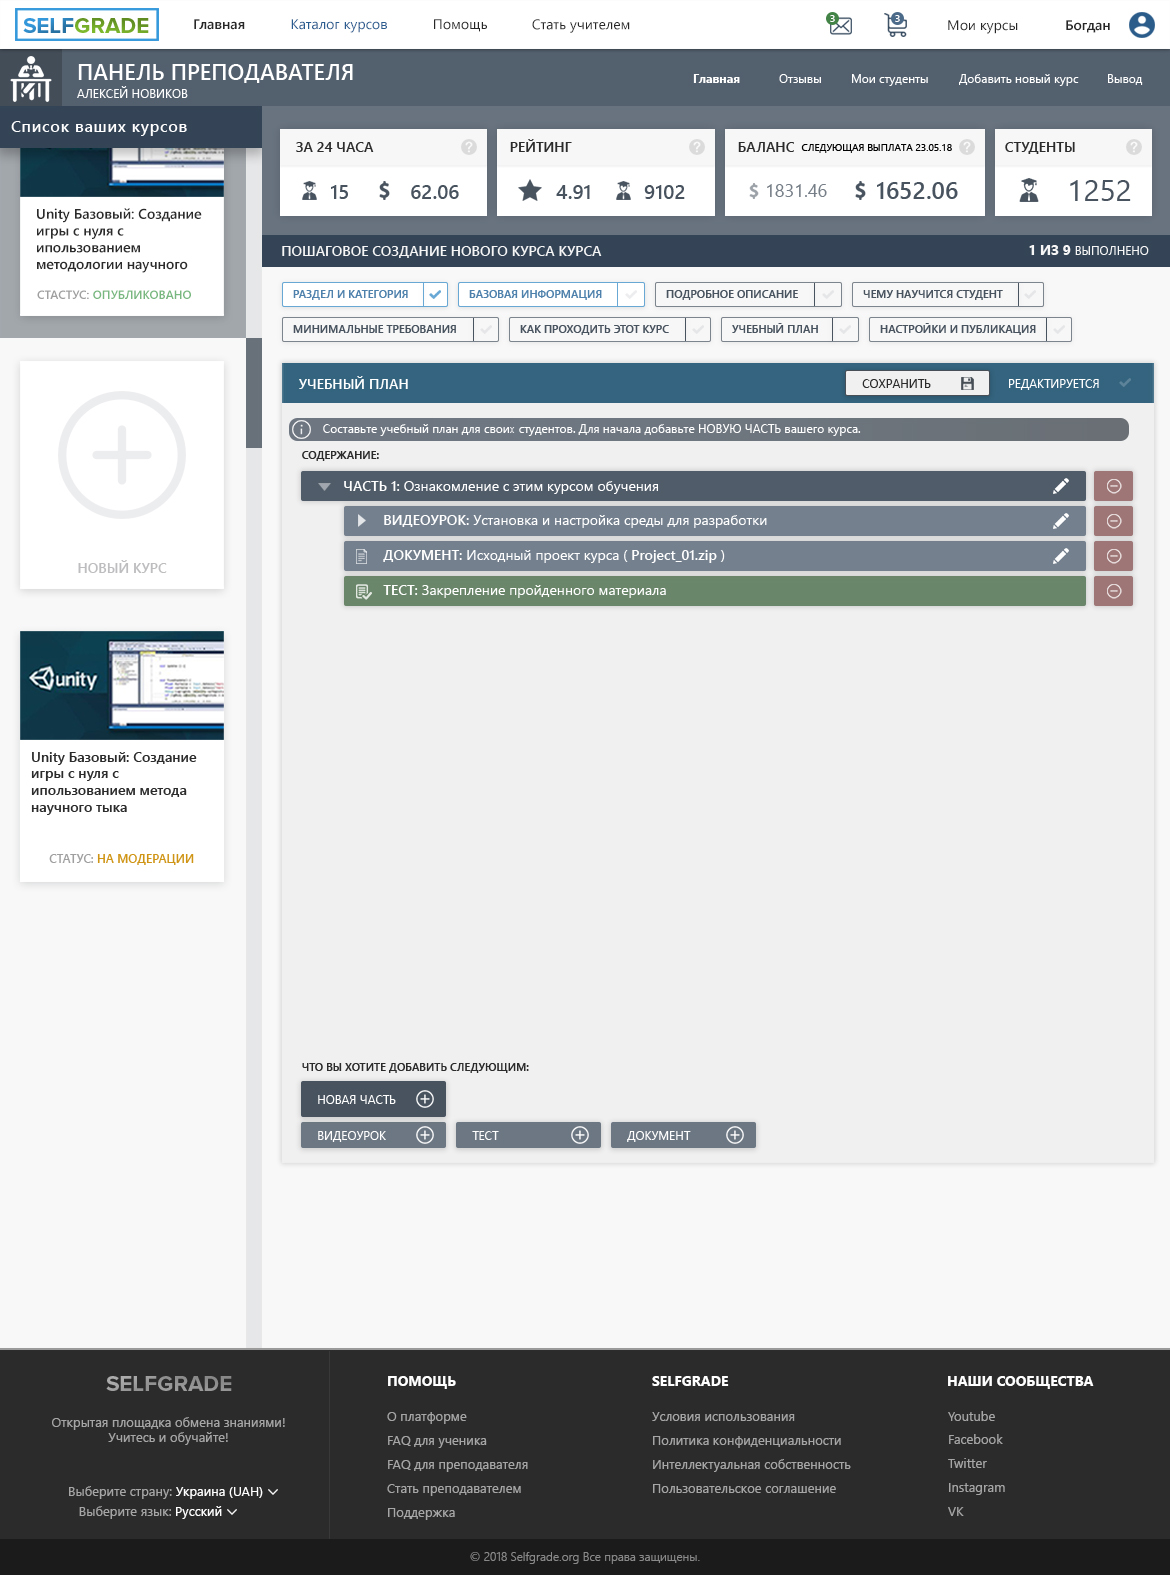 SELFGRADE
Главная
Каталог курсов
Помощь
Стать учителем
3
3
Мои курсы
Богдан
ПАНЕЛЬ ПРЕПОДАВАТЕЛЯ
АЛЕКСЕЙ НОВИКОВ
Главная
Отзывы
Мои студенты
Добавить новый курс
Вывод
Список ваших курсов
Unity Базовый: Создание
игры с нуля с
ипользованием
методологии научного
СТАСТУС: ОПУБЛИКОВАНО
НОВЫЙ КУРС
unity
Unity Базовый: Создание
игры с нуля с
ипользованием метода
научного тыка
СТАТУС: НА МОДЕРАЦИИ
ЗА 24 ЧАСА ?
15 $ 62.06
РЕЙТИНГ ?
4.91 9102
БАЛАНС СЛЕДУЮЩАЯ ВЫПЛАТА 23.05.18 ?
$ 1831.46 $ 1652.06
СТУДЕНТЫ ?
1252
ПОШАГОВОЕ СОЗДАНИЕ НОВОГО КУРСА КУРСА
1 ИЗ 9 ВЫПОЛНЕНО
РАЗДЕЛ И КАТЕГОРИЯ
БАЗОВАЯ ИНФОРМАЦИЯ
ПОДРОБНОЕ ОПИСАНИЕ
ЧЕМУ НАУЧИТСЯ СТУДЕНТ
МИНИМАЛЬНЫЕ ТРЕБОВАНИЯ
КАК ПРОХОДИТЬ ЭТОТ КУРС
УЧЕБНЫЙ ПЛАН
НАСТРОЙКИ И ПУБЛИКАЦИЯ
УЧЕБНЫЙ ПЛАН
СОХРАНИТЬ
РЕДАКТИРУЕТСЯ
Составьте учебный план для своих студентов. Для начала добавьте НОВУЮ ЧАСТЬ вашего курса.
СОДЕРЖАНИЕ:
ЧАСТЬ 1: Ознакомление с этим курсом обучения
ВИДЕОУРОК: Установка и настройка среды для разработки
ДОКУМЕНТ: Исходный проект курса ( Project_01.zip )
ТЕСТ: Закрепление пройденного материала
ЧТО ВЫ ХОТИТЕ ДОБАВИТЬ СЛЕДУЮЩИМ:
НОВАЯ ЧАСТЬ
ВИДЕОУРОК
ТЕСТ
ДОКУМЕНТ
SELFGRADE
Открытая площадка обмена знаниями!
Учитесь и обучайте!
Выберите страну: Украина (UAH)
Выберите язык: Русский
ПОМОЩЬ
О платформе
FAQ для ученика
FAQ для преподавателя
Стать преподавателем
Поддержка
SELFGRADE
Условия использования
Политика конфиденциальности
Интеллектуальная собственность
Пользовательское соглашение
НАШИ СООБЩЕСТВА
Youtube
Facebook
Twitter
Instagram
VK
© 2018 Selfgrade.org Все права защищены.